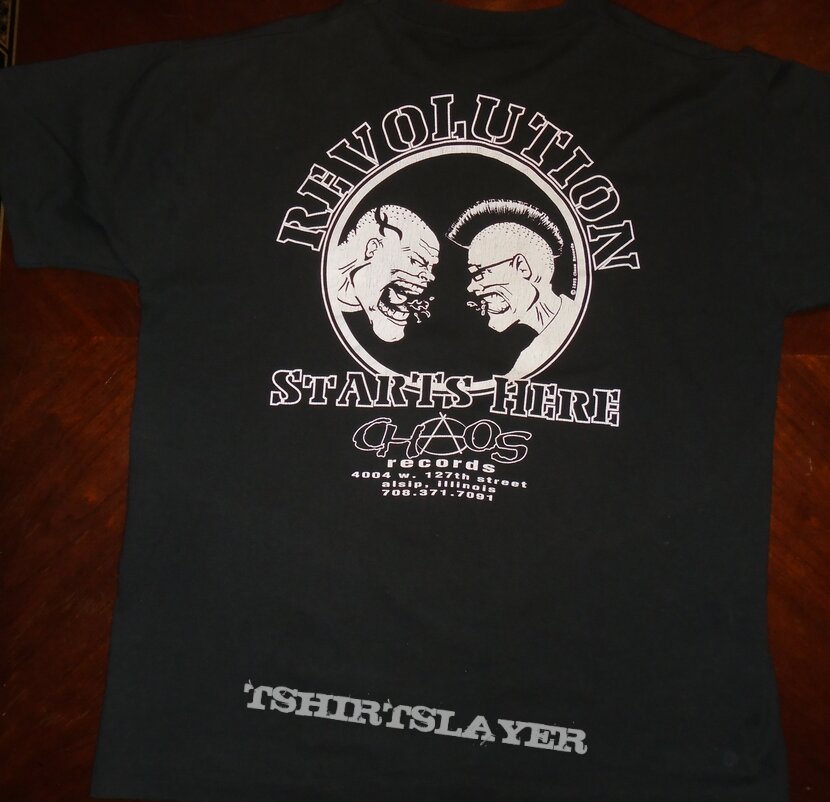 REVOLUTION
STARTS HERE
CHAOS
records
4004 w. 127th street
alsip, illinois
708.371.7091
TSHIRTSLAYER